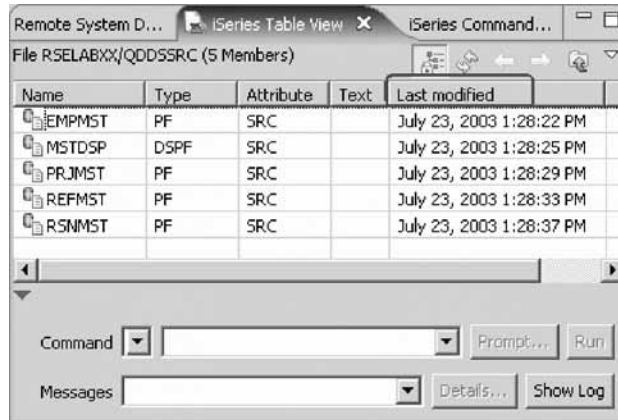 Remote System D... iSeries Table View iSeries Command...
File RSELABXX/QDDSSRC (5 Members)
Name Type Attribute Text Last modified
EMPMST PF SRC July 23, 2003 1:28:22 PM
MSTDSP DSPF SRC July 23, 2003 1:28:25 PM
PRJMST PF SRC July 23, 2003 1:28:29 PM
REFMST PF SRC July 23, 2003 1:28:33 PM
RSNMST PF SRC July 23, 2003 1:28:37 PM
Command Prompt... Run
Messages Details... Show Log